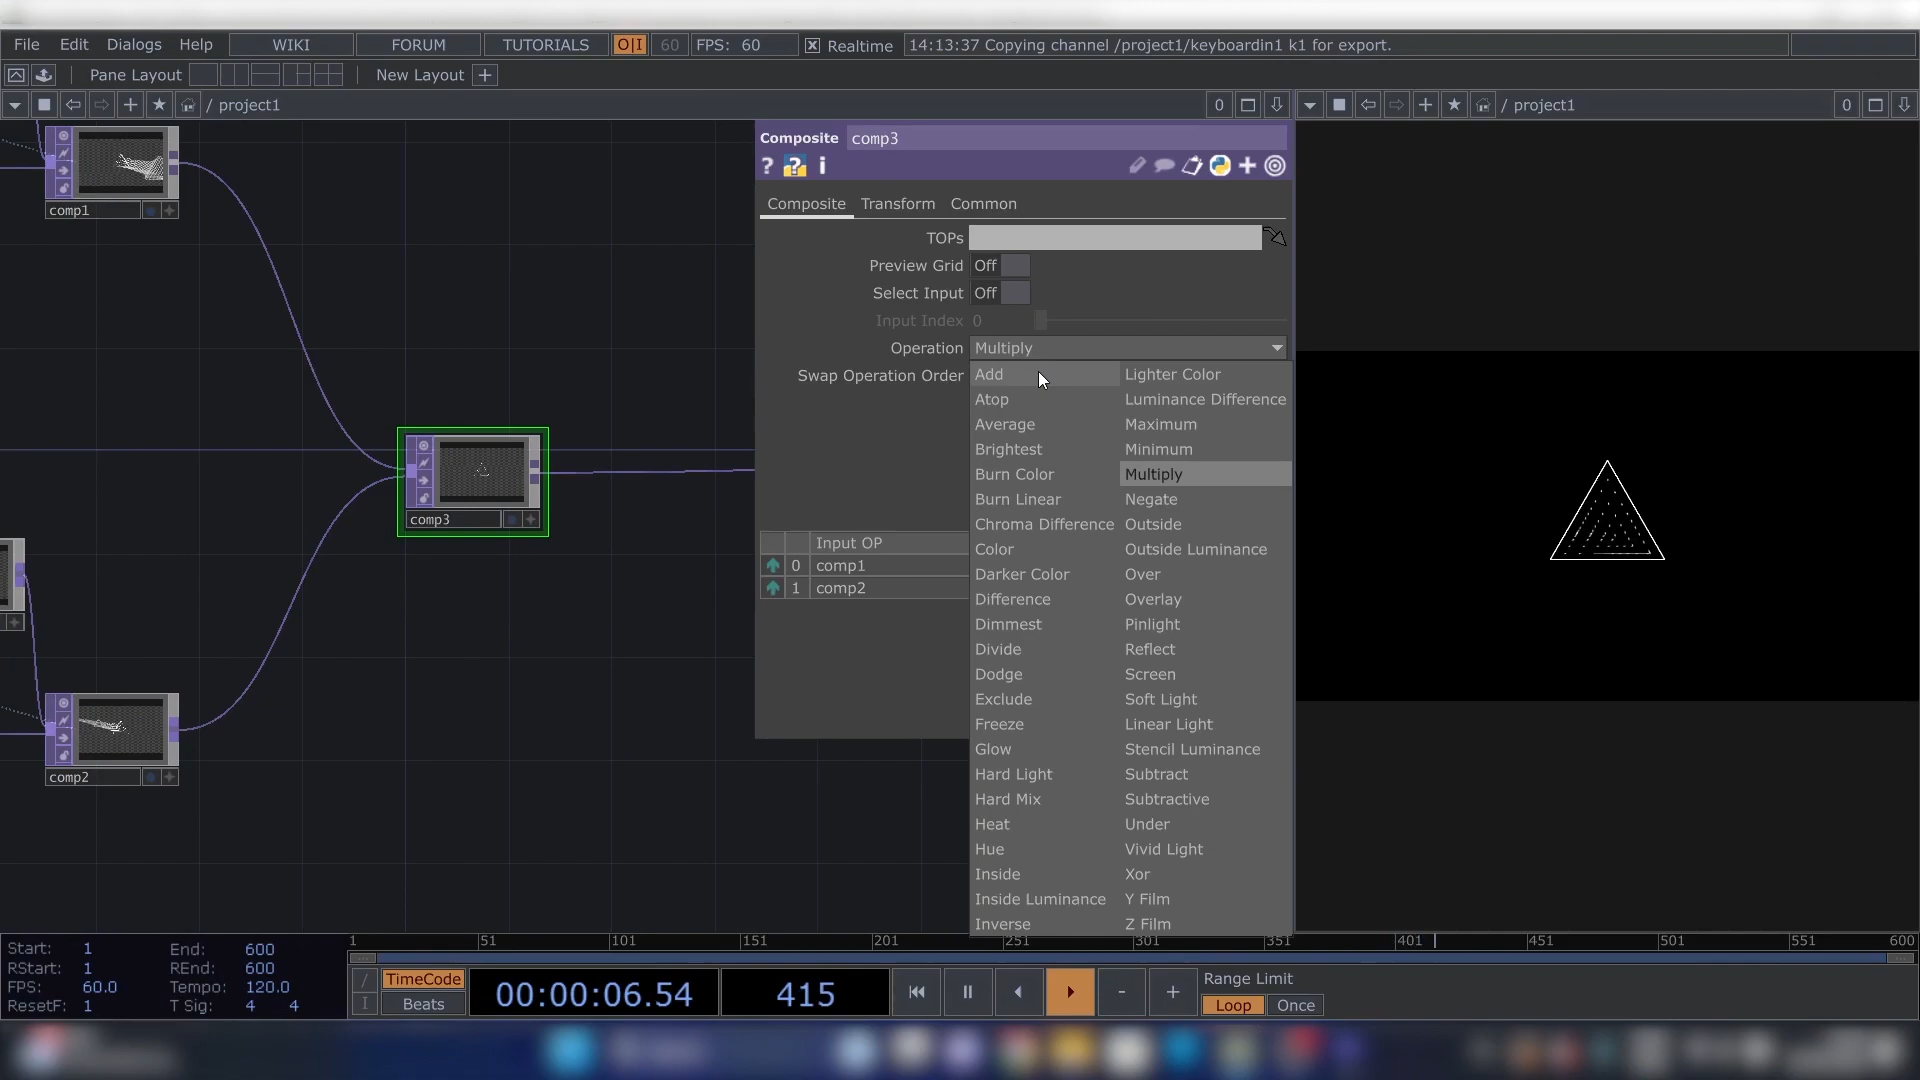 File Edit Dialogs Help WIKI FORUM TUTORIALS O|I 60 FPS: 60 Realtime 14:13:37 Copying channel /project1/keyboardin1 k1 for export.
Pane Layout New Layout +
/ project1 0 / project1 0
Composite comp3
? ? i
Composite Transform Common
TOPs
Preview Grid Off
Select Input Off
Input Index 0
Operation Multiply
Swap Operation Order
Add Lighter Color
Atop Luminance Difference
Average Maximum
Brightest Minimum
Burn Color Multiply
Burn Linear Negate
Chroma Difference Outside
Color Outside Luminance
Darker Color Over
Difference Overlay
Dimmest Pinlight
Divide Reflect
Dodge Screen
Exclude Soft Light
Freeze Linear Light
Glow Stencil Luminance
Hard Light Subtract
Hard Mix Subtractive
Heat Under
Hue Vivid Light
Inside Xor
Inside Luminance Y Film
Inverse Z Film
Input OP
0 comp1
1 comp2
comp1
comp3
comp2
1 51 101 151 201 251 301 351 401 451 501 551 600
Start: 1 End: 600
RStart: 1 REnd: 600
FPS: 60.0 Tempo: 120.0
ResetF: 1 T Sig: 4 4
/ TimeCode
I Beats
00:00:06.54 415
- +
Range Limit
Loop Once